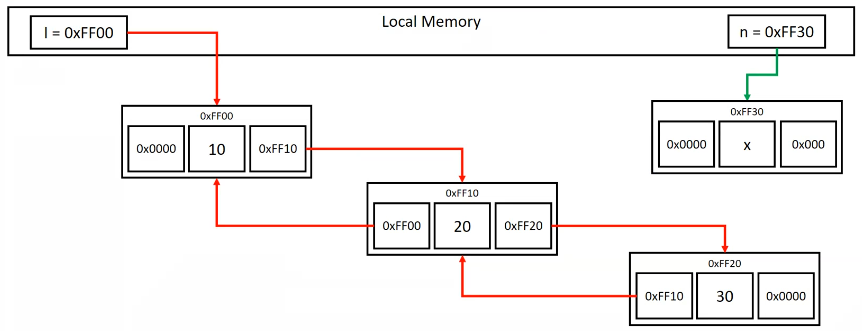 Local Memory
l = 0xFF00
n = 0xFF30
0xFF00
0x0000 10 0xFF10
0xFF30
0x0000 x 0x000
0xFF10
0xFF00 20 0xFF20
0xFF20
0xFF10 30 0x0000